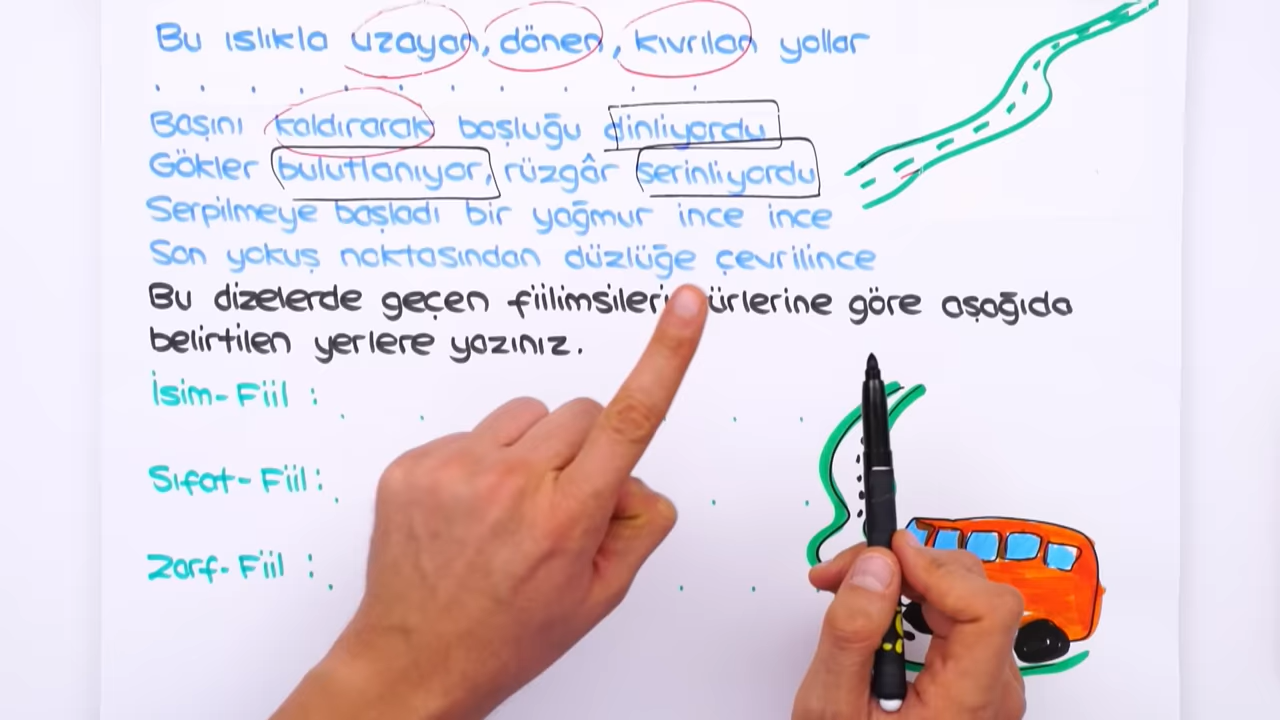 Bu ıslıkla uzayan, dönen, kıvrılan yollar
. . . . . . . . . . . . .
Başını kaldırarak boşluğu dinliyordu
Gökler bulutlanıyor, rüzgâr serinliyordu
Serpilmeye başladı bir yağmur ince ince
Son yokuş noktasından düzlüğe çevrilince
Bu dizelerde geçen fiilimsileri türlerine göre aşağıda
belirtilen yerlere yazınız.
İsim-Fiil :
Sıfat-Fiil :
Zarf-Fiil :